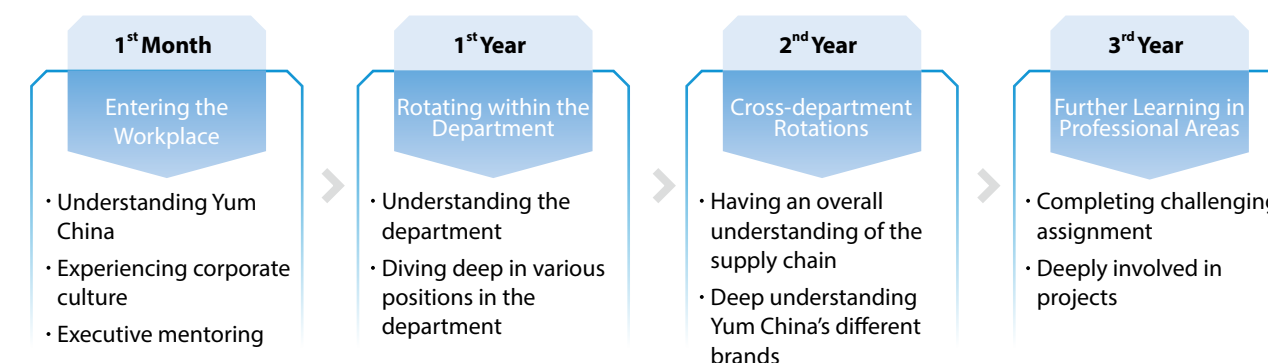 1st Month
Entering the
Workplace
· Understanding Yum
China
· Experiencing corporate
culture
· Executive mentoring
1st Year
Rotating within the
Department
· Understanding the
department
· Diving deep in various
positions in the
department
2nd Year
Cross-department
Rotations
· Having an overall
understanding of the
supply chain
· Deep understanding
Yum China's different
brands
3rd Year
Further Learning in
Professional Areas
· Completing challenging
assignment
· Deeply involved in
projects